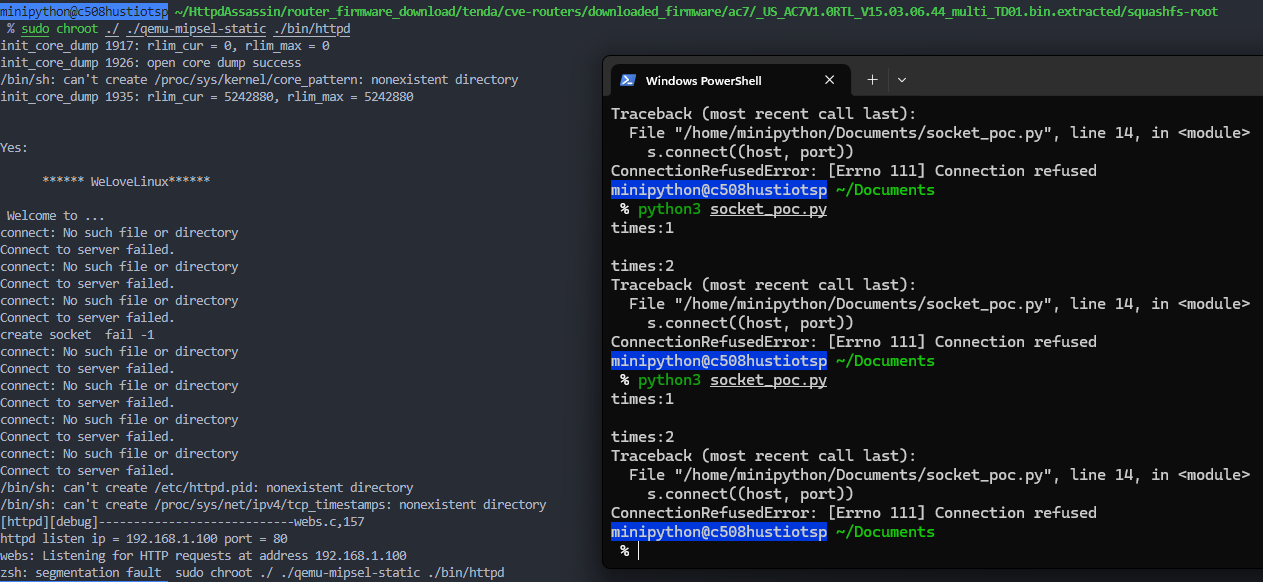 minipython@c508hustiotsp ~/HttpdAssassin/router_firmware_download/tenda/cve-routers/downloaded_firmware/ac7/_US_AC7V1.0RTL_V15.03.06.44_multi_TD01.bin.extracted/squashfs-root
% sudo chroot ./ ./qemu-mipsel-static ./bin/httpd
init_core_dump 1917: rlim_cur = 0, rlim_max = 0
init_core_dump 1926: open core dump success
/bin/sh: can't create /proc/sys/kernel/core_pattern: nonexistent directory
init_core_dump 1935: rlim_cur = 5242880, rlim_max = 5242880
Yes:
****** WeLoveLinux******
Welcome to ...
connect: No such file or directory
Connect to server failed.
connect: No such file or directory
Connect to server failed.
connect: No such file or directory
Connect to server failed.
create socket  fail -1
connect: No such file or directory
Connect to server failed.
connect: No such file or directory
Connect to server failed.
connect: No such file or directory
Connect to server failed.
connect: No such file or directory
Connect to server failed.
/bin/sh: can't create /etc/httpd.pid: nonexistent directory
/bin/sh: can't create /proc/sys/net/ipv4/tcp_timestamps: nonexistent directory
[httpd][debug]----------------------------webs.c,157
httpd listen ip = 192.168.1.100 port = 80
webs: Listening for HTTP requests at address 192.168.1.100
zsh: segmentation fault  sudo chroot ./ ./qemu-mipsel-static ./bin/httpd
Windows PowerShell
Traceback (most recent call last):
File "/home/minipython/Documents/socket_poc.py", line 14, in <module>
s.connect((host, port))
ConnectionRefusedError: [Errno 111] Connection refused
minipython@c508hustiotsp ~/Documents
% python3 socket_poc.py
times:1
times:2
Traceback (most recent call last):
File "/home/minipython/Documents/socket_poc.py", line 14, in <module>
s.connect((host, port))
ConnectionRefusedError: [Errno 111] Connection refused
minipython@c508hustiotsp ~/Documents
% python3 socket_poc.py
times:1
times:2
Traceback (most recent call last):
File "/home/minipython/Documents/socket_poc.py", line 14, in <module>
s.connect((host, port))
ConnectionRefusedError: [Errno 111] Connection refused
minipython@c508hustiotsp ~/Documents
%